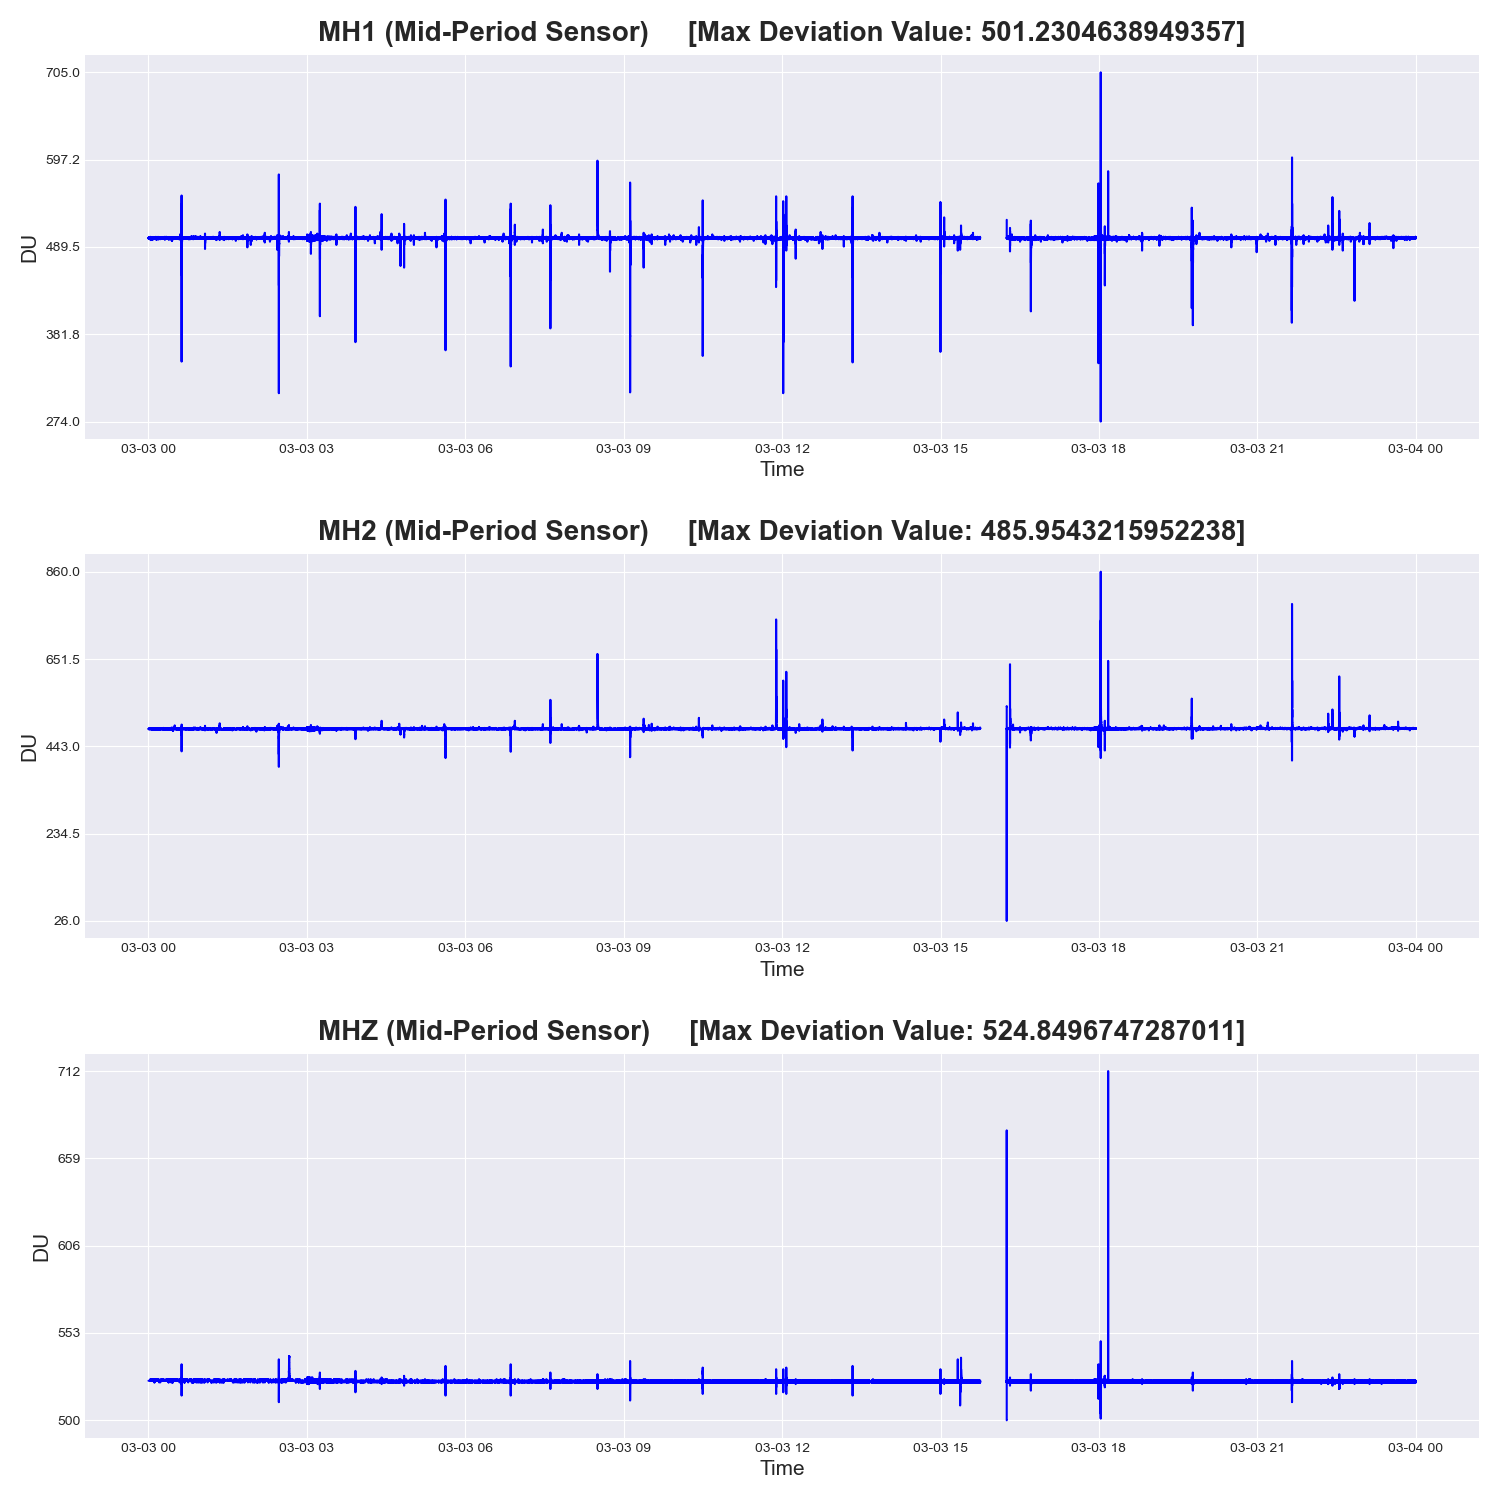 MH1 (Mid-Period Sensor) [Max Deviation Value: 501.2304638949357]
705.0
597.2
489.5
381.8
274.0
DU
03-03 00 03-03 03 03-03 06 03-03 09 03-03 12 03-03 15 03-03 18 03-03 21 03-04 00
Time
MH2 (Mid-Period Sensor) [Max Deviation Value: 485.9543215952238]
860.0
651.5
443.0
234.5
26.0
DU
03-03 00 03-03 03 03-03 06 03-03 09 03-03 12 03-03 15 03-03 18 03-03 21 03-04 00
Time
MHZ (Mid-Period Sensor) [Max Deviation Value: 524.8496747287011]
712
659
606
553
500
DU
03-03 00 03-03 03 03-03 06 03-03 09 03-03 12 03-03 15 03-03 18 03-03 21 03-04 00
Time